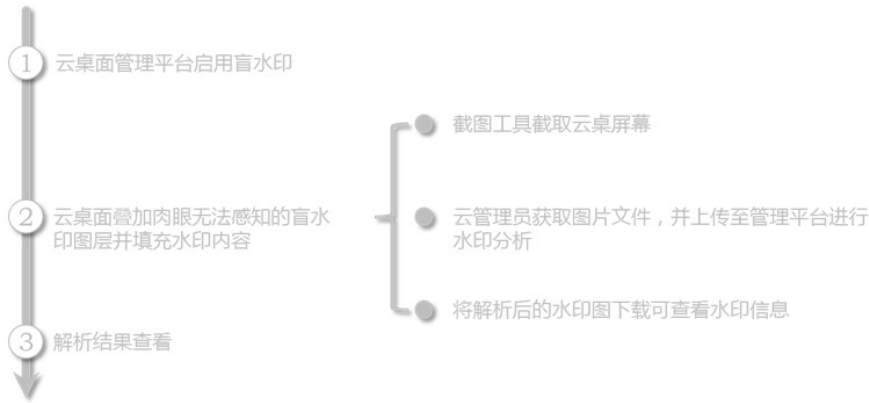 1 云桌面管理平台启用盲水印
2 云桌面叠加肉眼无法感知的盲水
印图层并填充水印内容
截图工具截取云桌屏幕
云管理员获取图片文件，并上传至管理平台进行
水印分析
将解析后的水印图下载可查看水印信息
3 解析结果查看